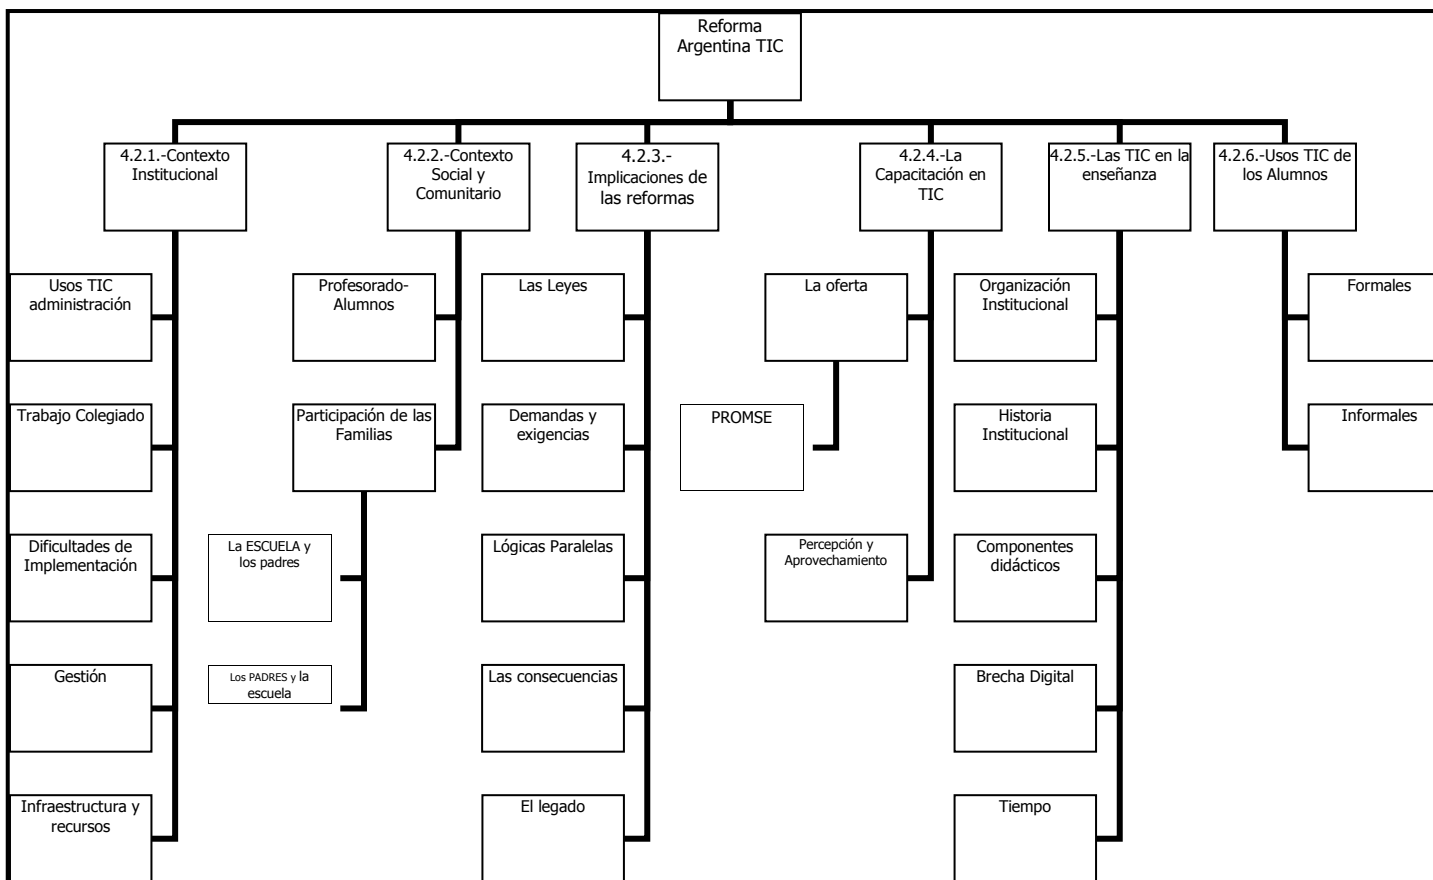 Reforma
Argentina TIC
4.2.1.-Contexto
Institucional
4.2.2.-Contexto
Social y
Comunitario
4.2.3.-
Implicaciones de
las reformas
4.2.4.-La
Capacitación en
TIC
4.2.5.-Las TIC en la
enseñanza
4.2.6.-Usos TIC de
los Alumnos
Usos TIC
administración
Profesorado-
Alumnos
Las Leyes
La oferta
Organización
Institucional
Formales
Trabajo Colegiado
Participación de las
Familias
Demandas y
exigencias
PROMSE
Historia
Institucional
Informales
Dificultades de
Implementación
La ESCUELA y
los padres
Lógicas Paralelas
Percepción y
Aprovechamiento
Componentes
didácticos
Gestión
Los PADRES y la
escuela
Las consecuencias
Brecha Digital
Infraestructura y
recursos
El legado
Tiempo